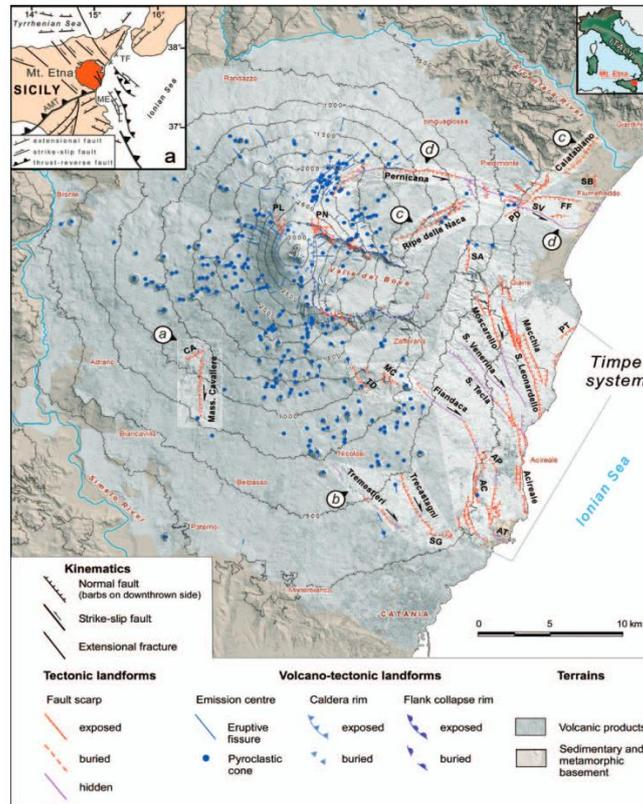 14°
15°
16°
Tyrrhenian Sea
38°
TF
Mt. Etna
SICILY
ME
AMT
Ionian Sea
37°
extensional fault
strike-slip fault
thrust-reverse fault
a
ITALY
Mt. Etna
Randazzo
Linguaglossa
Alcantara River
Giardini
Piedimonte
Calatabiano
c
d
Pernicana
SB
Fiumefreddo
FF
SV
PD
d
Bronte
PL
PN
c
Ripe della Naca
Valle del Bove
SA
Giarre
a
CA
Mass. Cavaliere
Adrano
Zafferana
Moscarello
Macchia
S. Leonardello
S. Venerina
S. Tecla
PT
Timpe
system
TD
MC
Fiandaca
Biancavilla
Nicolosi
Belpasso
Tremestieri
Trecastagni
b
SG
AP
AC
Acireale
Acireale
AT
Simeto River
Paternò
Misterbianco
CATANIA
Ionian Sea
0 5 10 km
Kinematics
Normal fault
(barbs on downthrown side)
Strike-slip fault
Extensional fracture
Tectonic landforms
Volcano-tectonic landforms
Terrains
Fault scarp
Emission centre
Caldera rim
Flank collapse rim
exposed
Eruptive
fissure
exposed
exposed
Volcanic products
buried
Pyroclastic
cone
buried
buried
Sedimentary and
metamorphic
basement
hidden